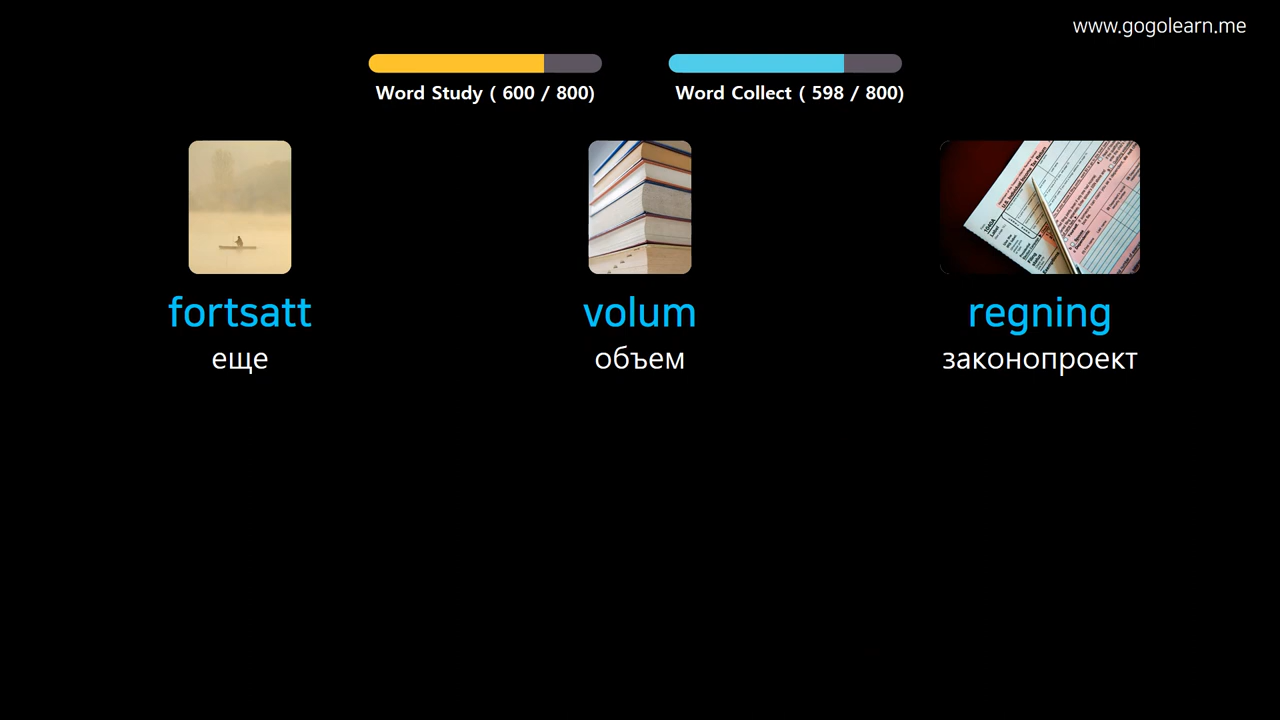 www.gogolearn.me
Word Study ( 600 / 800)
Word Collect ( 598 / 800)
fortsatt
volum
regning
еще
объем
законопроект